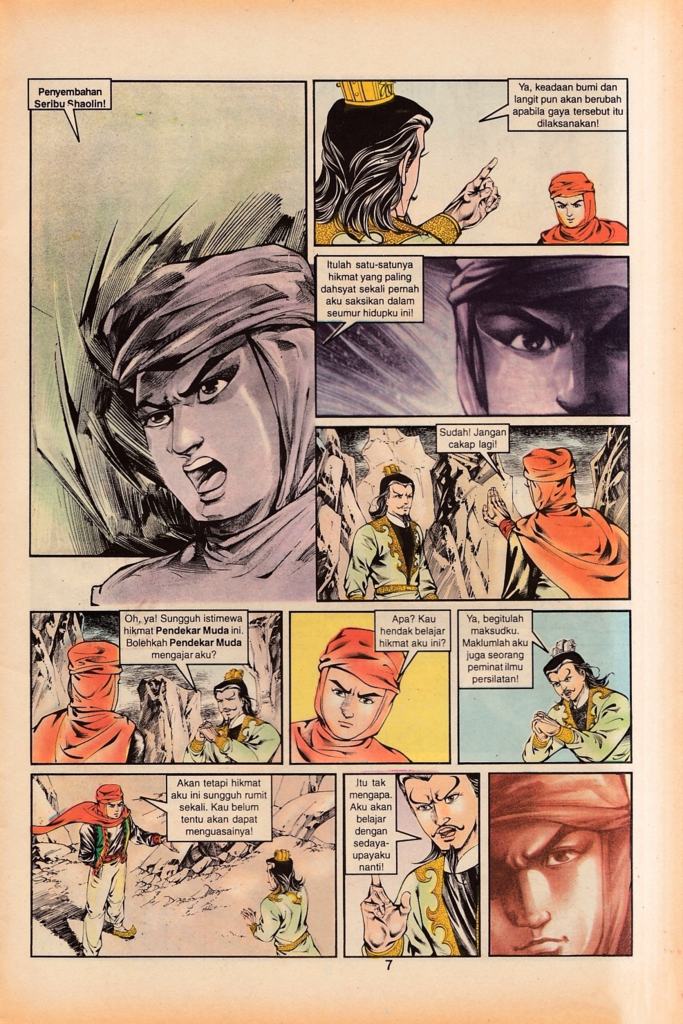 Penyembahan
Seribu Shaolin!
Ya, keadaan bumi dan
langit pun akan berubah
apabila gaya tersebut itu
dilaksanakan!
Itulah satu-satunya
hikmat yang paling
dahsyat sekali pernah
aku saksikan dalam
seumur hidupku ini!
Sudah! Jangan
cakap lagi!
Oh, ya! Sungguh istimewa
hikmat Pendekar Muda ini.
Bolehkah Pendekar Muda
mengajar aku?
Apa? Kau
hendak belajar
hikmat aku ini?
Ya, begitulah
maksudku.
Maklumlah aku
juga seorang
peminat ilmu
persilatan!
Akan tetapi hikmat
aku ini sungguh rumit
sekali. Kau belum
tentu akan dapat
menguasainya!
Itu tak
mengapa.
Aku akan
belajar
dengan
sedaya-
upayaku
nanti!
7